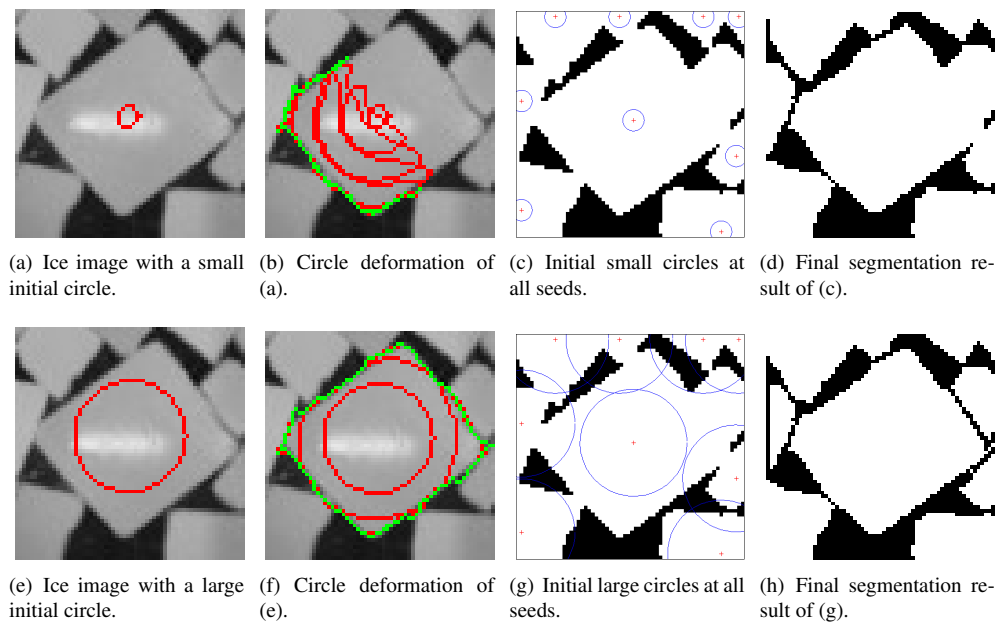 (a) Ice image with a small
initial circle.
(b) Circle deformation of
(a).
(c) Initial small circles at
all seeds.
(d) Final segmentation re-
sult of (c).
(e) Ice image with a large
initial circle.
(f) Circle deformation of
(e).
(g) Initial large circles at all
seeds.
(h) Final segmentation re-
sult of (g).